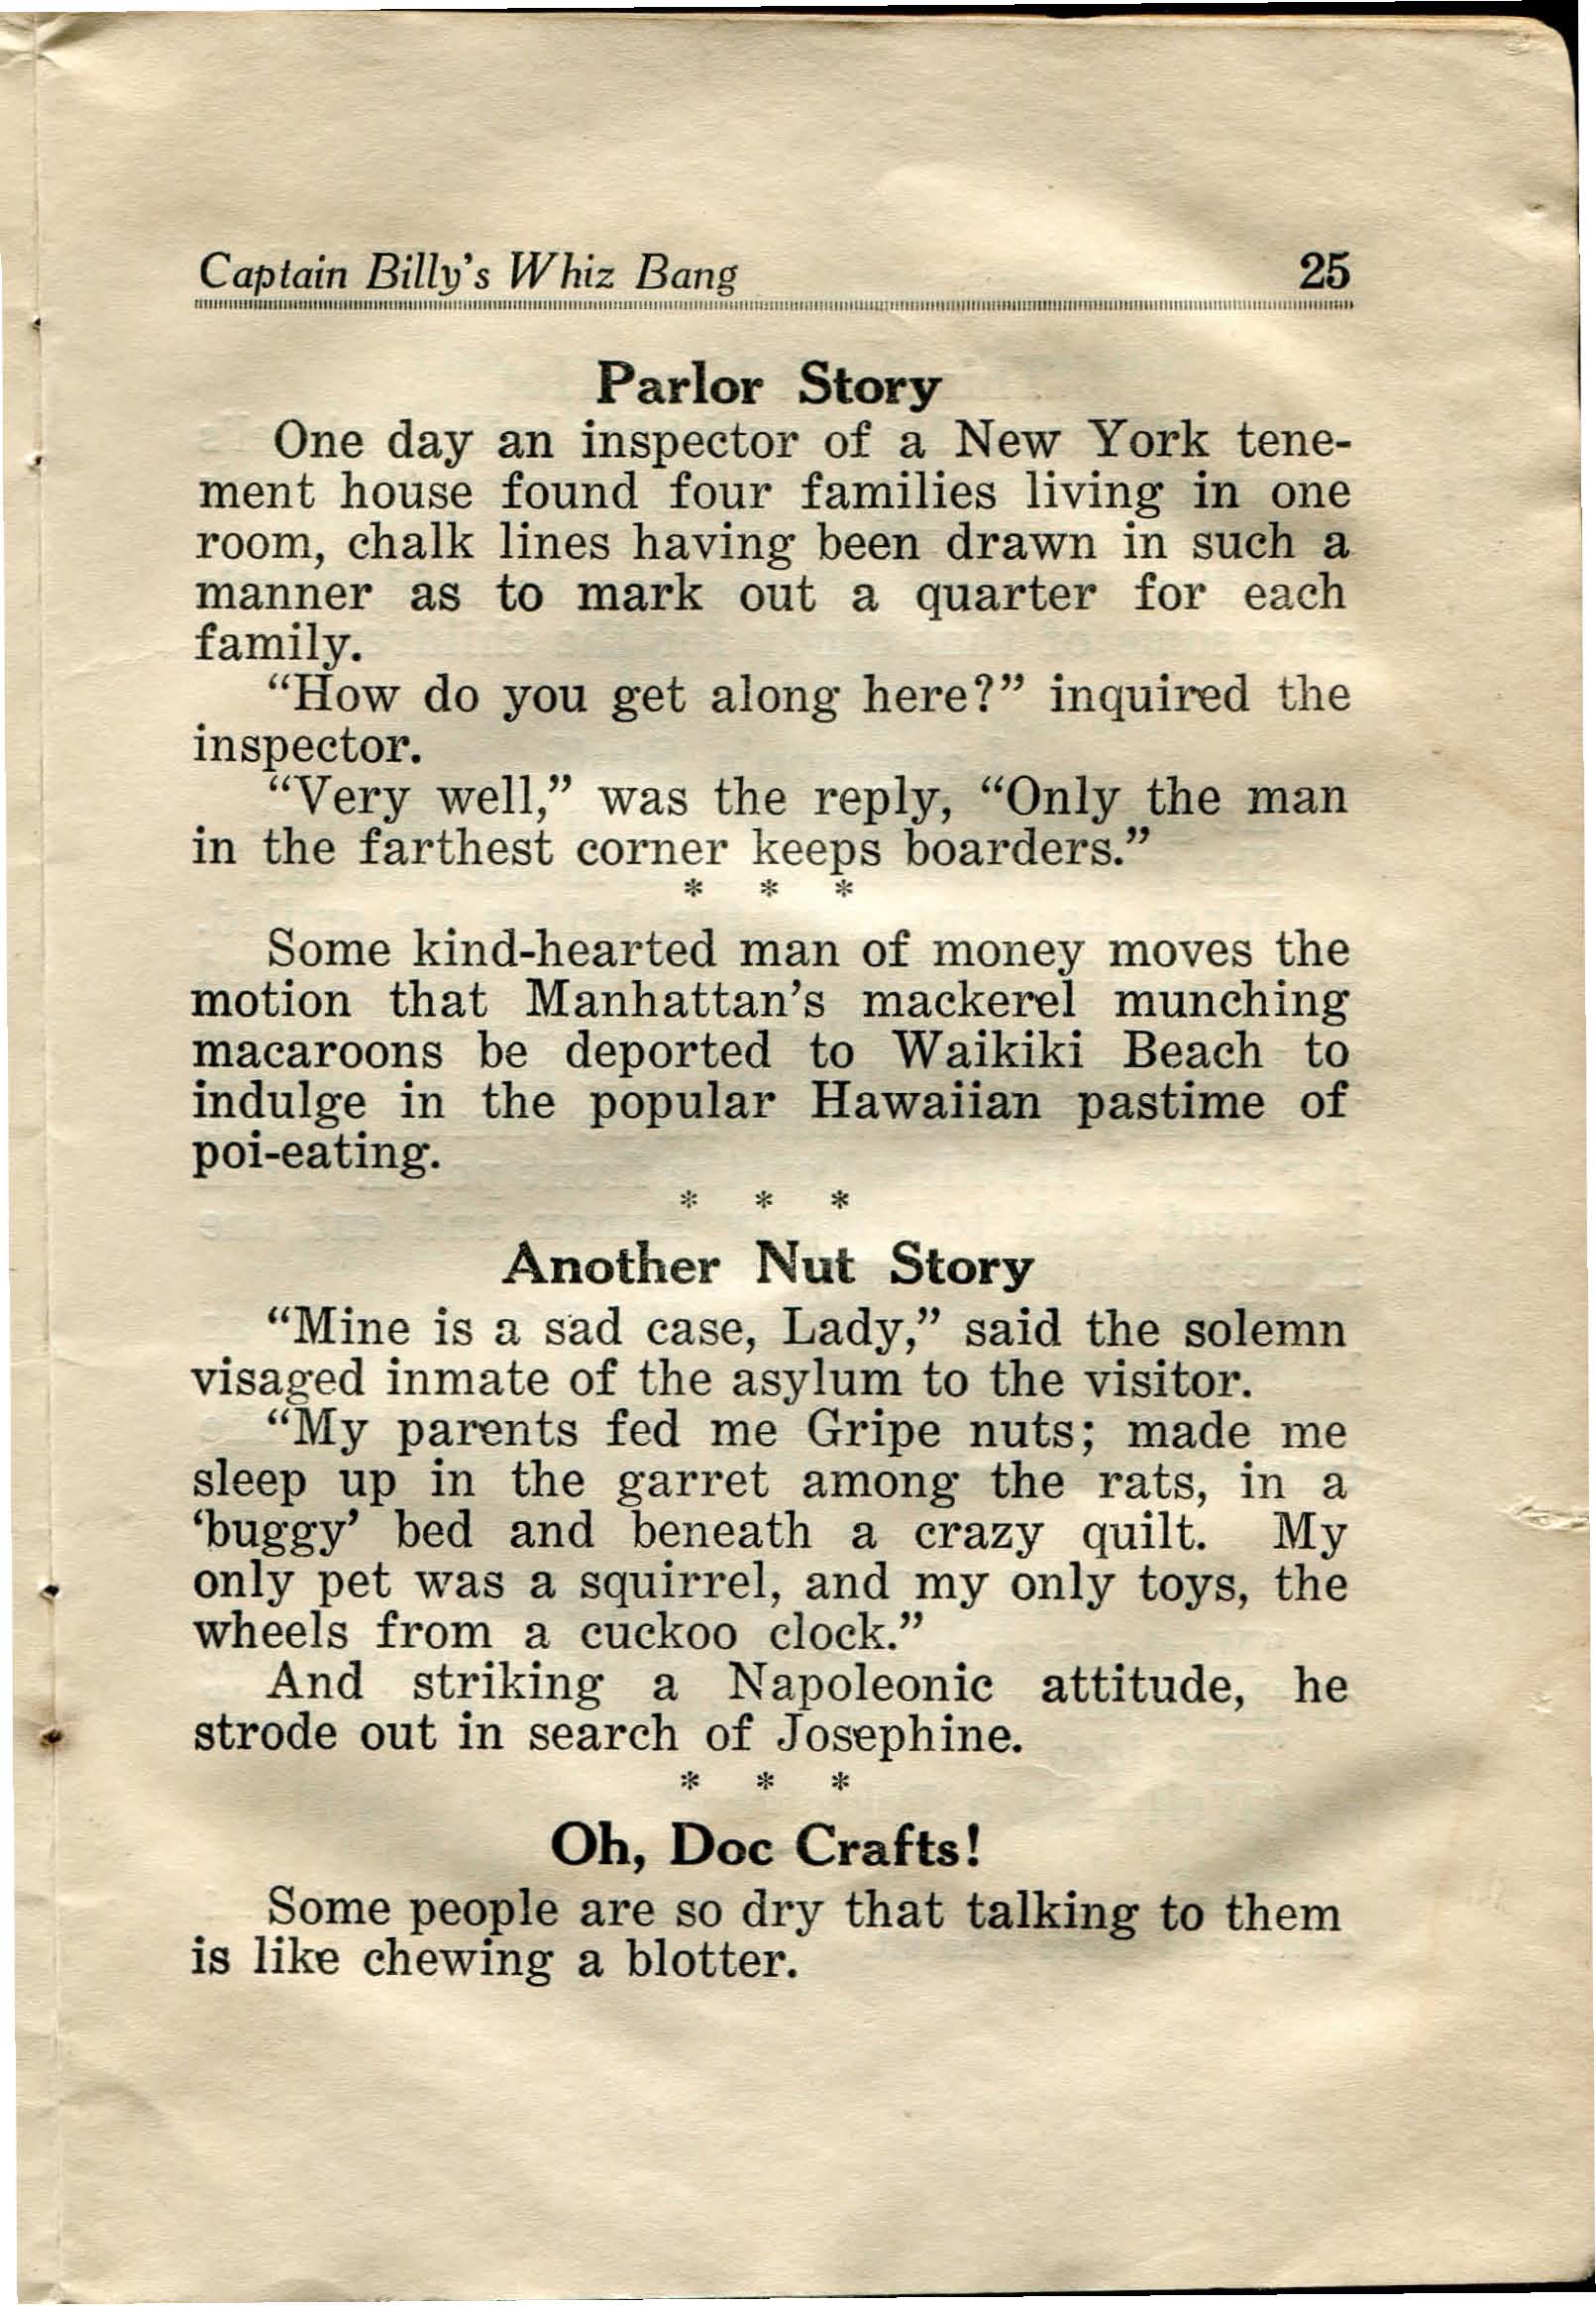 Captain Billy's Whiz Bang 25
Parlor Story
One day an inspector of a New York tene-
ment house found four families living in one
room, chalk lines having been drawn in such a
manner as to mark out a quarter for each
family.
“How do you get along here?” inquired the
inspector.
“Very well,” was the reply, “Only the man
in the farthest corner keeps boarders.”
* * *
Some kind-hearted man of money moves the
motion that Manhattan’s mackerel munching
macaroons be deported to Waikiki Beach to
indulge in the popular Hawaiian pastime of
poi-eating.
* * *
Another Nut Story
“Mine is a sad case, Lady,” said the solemn
visaged inmate of the asylum to the visitor.
“My parents fed me Gripe nuts; made me
sleep up in the garret among the rats, in a
‘buggy’ bed and beneath a crazy quilt. My
only pet was a squirrel, and my only toys, the
wheels from a cuckoo clock.”
And striking a Napoleonic attitude, he
strode out in search of Josephine.
* * *
Oh, Doc Crafts!
Some people are so dry that talking to them
is like chewing a blotter.